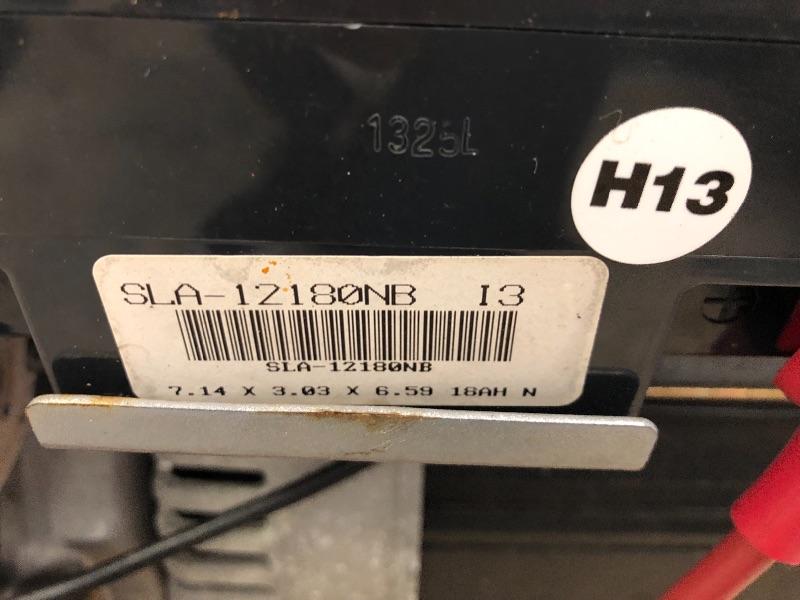 1325L
H13
SLA-12180NB I3
SLA-12180NB
7.14 X 3.03 X 6.59 18AH N
+